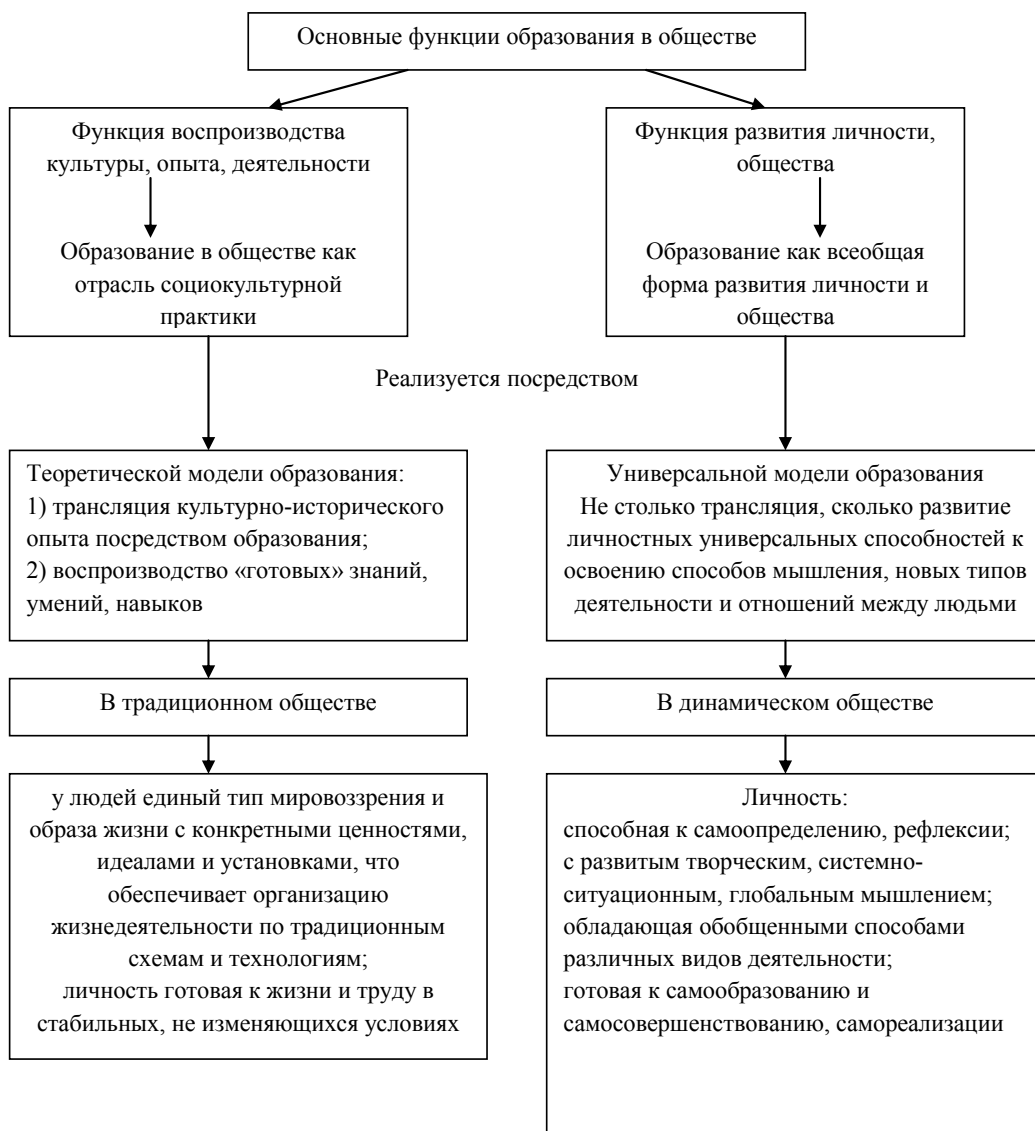 Основные функции образования в обществе
Функция воспроизводства
культуры, опыта, деятельности
Образование в обществе как
отрасль социокультурной
практики
Функция развития личности,
общества
Образование как всеобщая
форма развития личности и
общества
Реализуется посредством
Теоретической модели образования:
1) трансляция культурно-исторического
опыта посредством образования;
2) воспроизводство «готовых» знаний,
умений, навыков
Универсальной модели образования
Не столько трансляция, сколько развитие
личностных универсальных способностей к
освоению способов мышления, новых типов
деятельности и отношений между людьми
В традиционном обществе
В динамическом обществе
у людей единый тип мировоззрения и
образа жизни с конкретными ценностями,
идеалами и установками, что
обеспечивает организацию
жизнедеятельности по традиционным
схемам и технологиям;
личность готовая к жизни и труду в
стабильных, не изменяющихся условиях
Личность:
способная к самоопределению, рефлексии;
с развитым творческим, системно-
ситуационным, глобальным мышлением;
обладающая обобщенными способами
различных видов деятельности;
готовая к самообразованию и
самосовершенствованию, самореализации